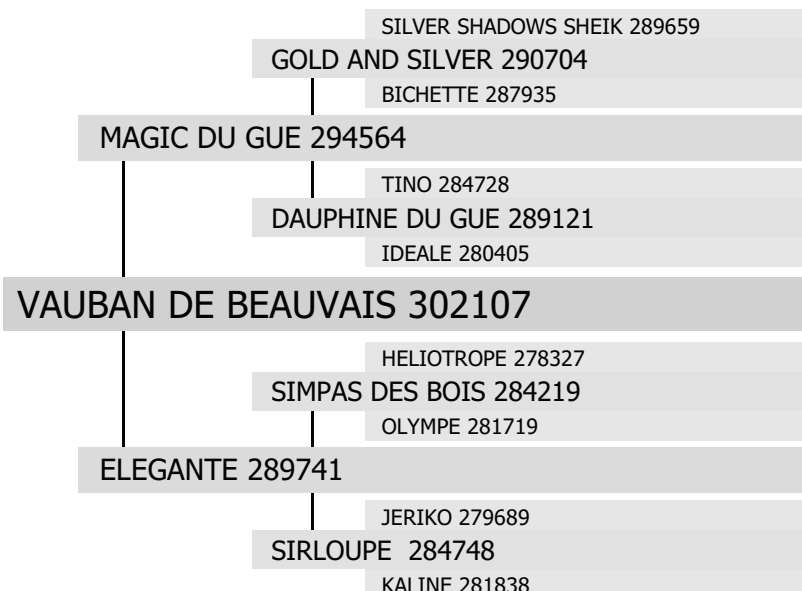 SILVER SHADOWS SHEIK 289659
GOLD AND SILVER 290704
BICHETTE 287935
MAGIC DU GUE 294564
TINO 284728
DAUPHINE DU GUE 289121
IDEALE 280405
VAUBAN DE BEAUVAIS 302107
HELIOTROPE 278327
SIMPAS DES BOIS 284219
OLYMPE 281719
ELEGANTE 289741
JERIKO 279689
SIRLOUPE 284748
KALINE 281838